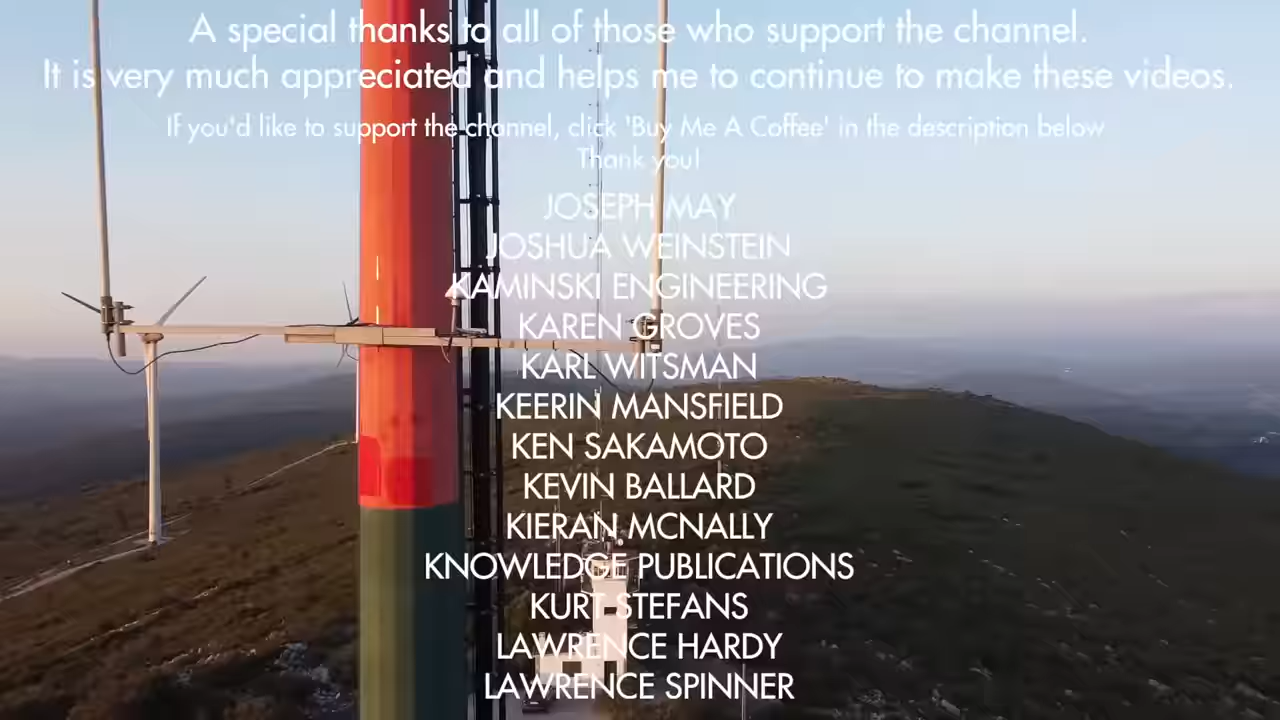 A special thanks to all of those who support the channel.
It is very much appreciated and helps me to continue to make these videos.
If you'd like to support the channel, click 'Buy Me A Coffee' in the description below
Thank you!
JOSEPH MAY
JOSHUA WEINSTEIN
KAMINSKI ENGINEERING
KAREN GROVES
KARL WITSMAN
KEERIN MANSFIELD
KEN SAKAMOTO
KEVIN BALLARD
KIERAN MCNALLY
KNOWLEDGE PUBLICATIONS
KURT STEFANS
LAWRENCE HARDY
LAWRENCE SPINNER